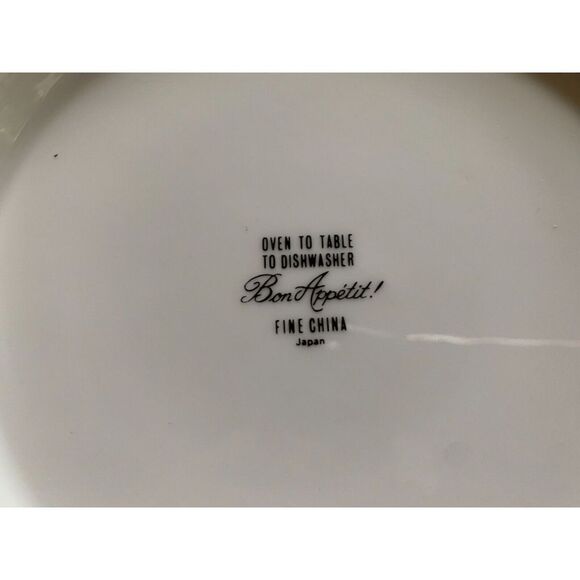 OVEN TO TABLE
TO DISHWASHER
Bon Appétit!
FINE CHINA
Japan